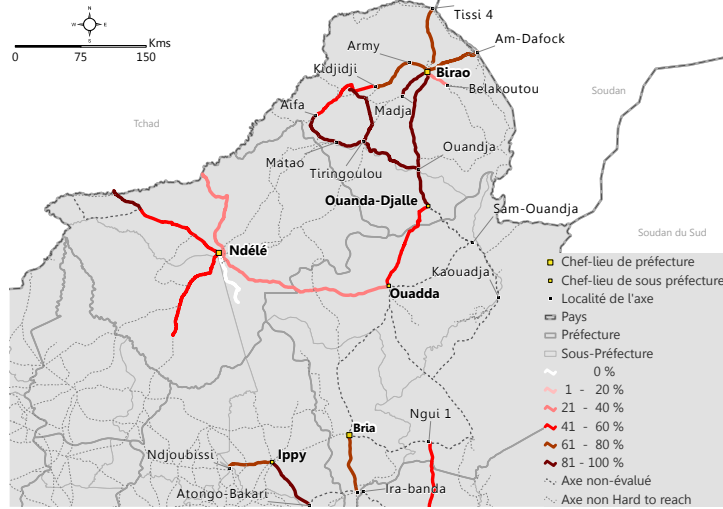 N
W E
S
Kms
0 75 150
Tissi 4
Am-Dafock
Army
Kidjidji
Birao
Belakoutou
Soudan
Aifa
Madja
Tchad
Matao
Tiringoulou
Ouandja
Ouanda-Djalle
Sam-Ouandja
Soudan du Sud
Ndélé
Kaouadja
Ouadda
Chef-lieu de préfecture
Chef-lieu de sous préfecture
Localité de l'axe
Pays
Préfecture
Sous-Préfecture
0 %
1 - 20 %
21 - 40 %
41 - 60 %
61 - 80 %
81 - 100 %
Axe non-évalué
Axe non Hard to reach
Ngui 1
Bria
Ndjoubissi
Ippy
Atongo-Bakari
Ira-banda